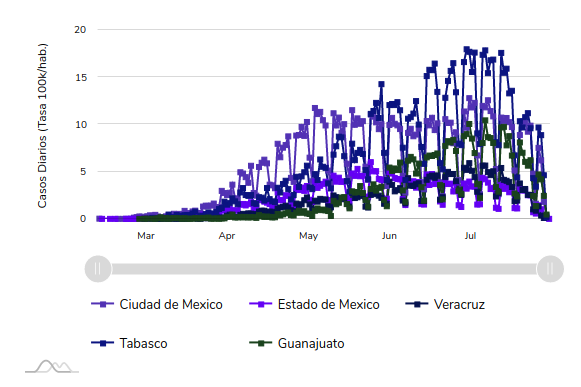 20
15
10
5
0
Casos Diarios (Tasa 100k/hab.)
Mar Apr May Jun Jul
Ciudad de Mexico Estado de Mexico Veracruz
Tabasco Guanajuato